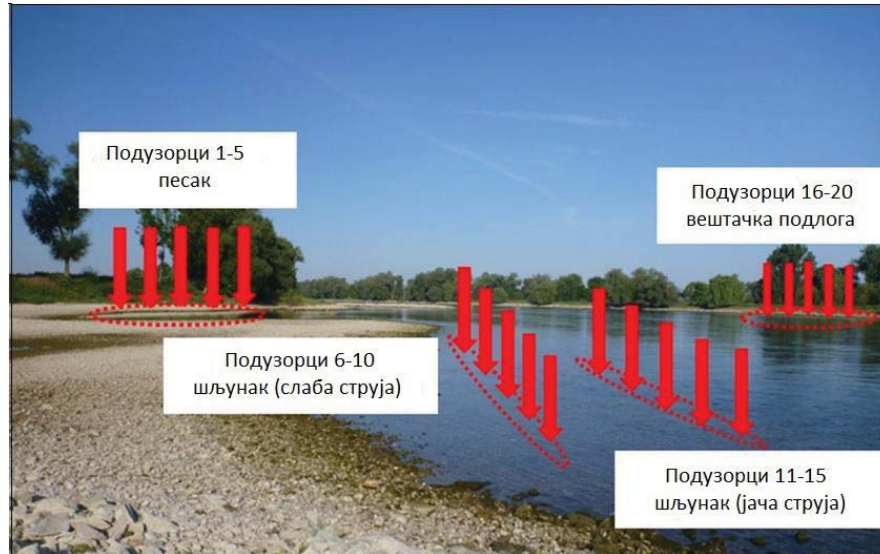 Подузорци 1-5
песак
Подузорци 16-20
вештачка подлога
Подузорци 6-10
шљунак (слаба струја)
Подузорци 11-15
шљунак (јача струја)